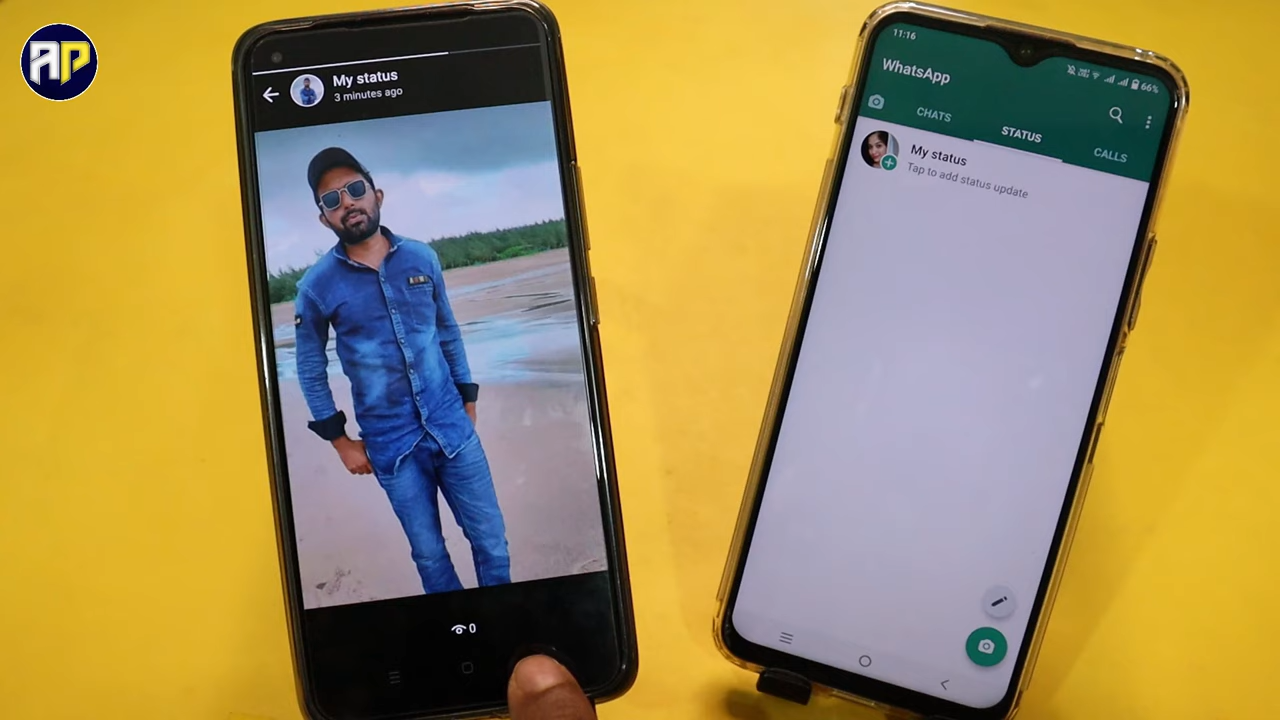 AP
My status
3 minutes ago
0
11:16
66%
WhatsApp
CHATS
STATUS
CALLS
My status
Tap to add status update